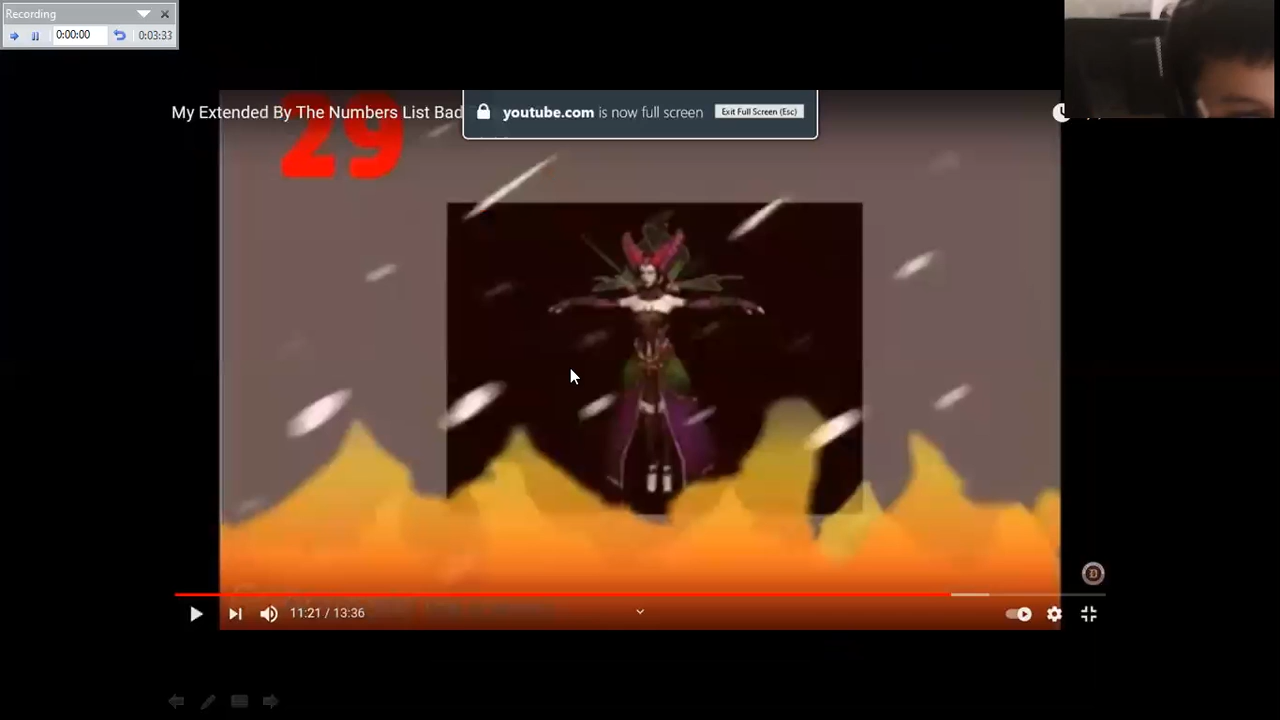 Recording
0:00:00 0:03:33
My Extended By The Numbers List Bad
youtube.com is now full screen Exit Full Screen (Esc)
29
11:21 / 13:36